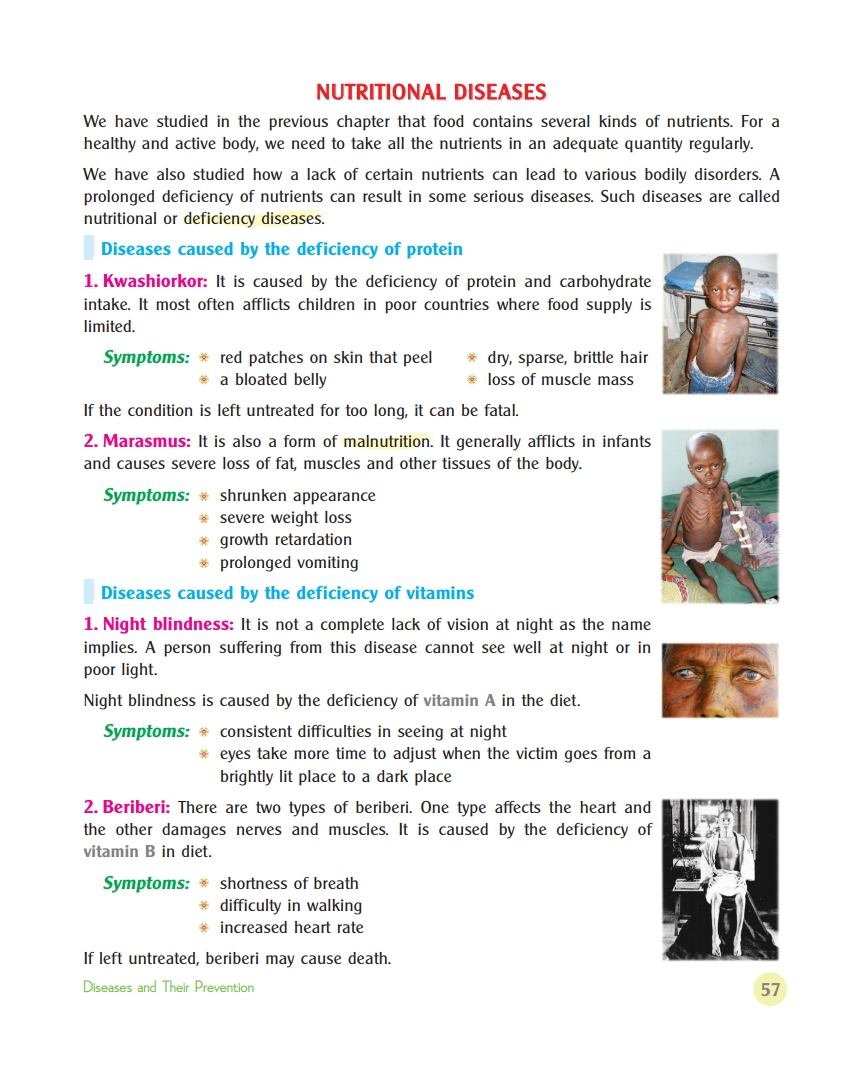 NUTRITIONAL DISEASES
We have studied in the previous chapter that food contains several kinds of nutrients. For a
healthy and active body, we need to take all the nutrients in an adequate quantity regularly.
We have also studied how a lack of certain nutrients can lead to various bodily disorders. A
prolonged deficiency of nutrients can result in some serious diseases. Such diseases are called
nutritional or deficiency diseases.
Diseases caused by the deficiency of protein
1. Kwashiorkor: It is caused by the deficiency of protein and carbohydrate
intake. It most often afflicts children in poor countries where food supply is
limited.
Symptoms: red patches on skin that peel dry, sparse, brittle hair
a bloated belly loss of muscle mass
If the condition is left untreated for too long, it can be fatal.
2. Marasmus: It is also a form of malnutrition. It generally afflicts in infants
and causes severe loss of fat, muscles and other tissues of the body.
Symptoms: shrunken appearance
severe weight loss
growth retardation
prolonged vomiting
Diseases caused by the deficiency of vitamins
1. Night blindness: It is not a complete lack of vision at night as the name
implies. A person suffering from this disease cannot see well at night or in
poor light.
Night blindness is caused by the deficiency of vitamin A in the diet.
Symptoms: consistent difficulties in seeing at night
eyes take more time to adjust when the victim goes from a
brightly lit place to a dark place
2. Beriberi: There are two types of beriberi. One type affects the heart and
the other damages nerves and muscles. It is caused by the deficiency of
vitamin B in diet.
Symptoms: shortness of breath
difficulty in walking
increased heart rate
If left untreated, beriberi may cause death.
Diseases and Their Prevention
57